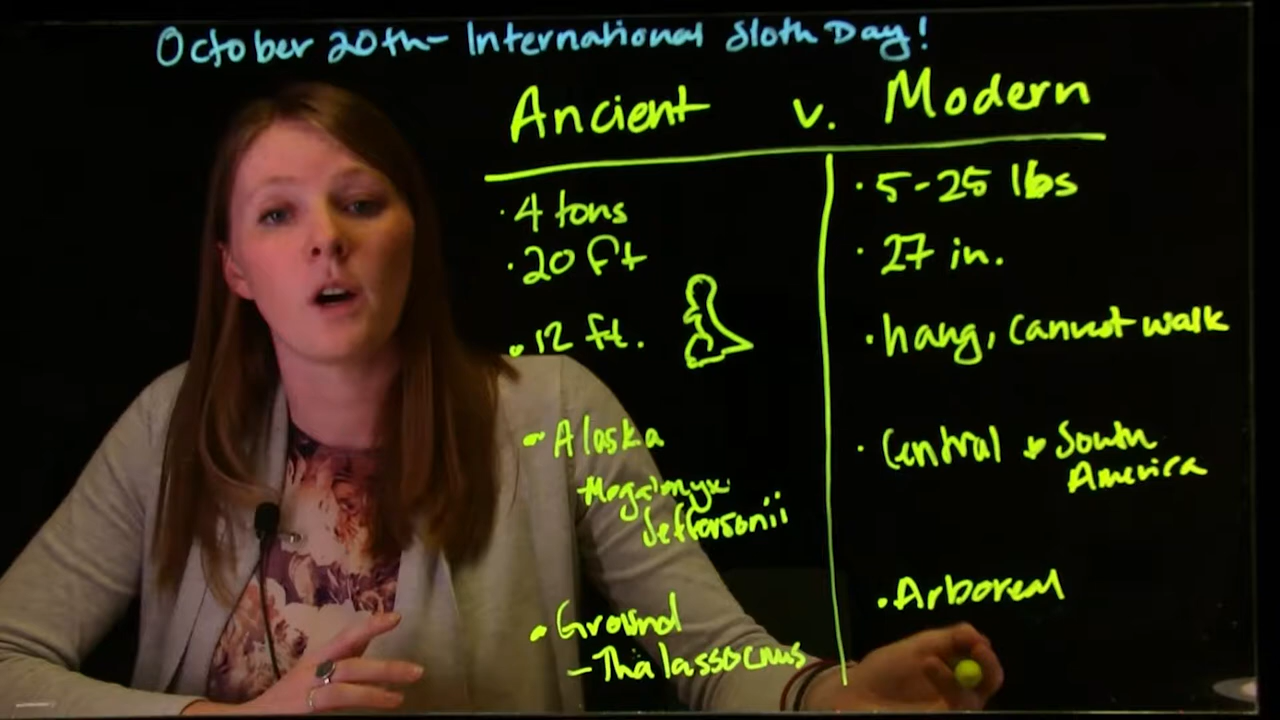 October 20th- International Sloth Day!
Ancient v. Modern
· 4 tons
· 20 ft
· 12 ft.
· Alaska
Megalonyx
Jeffersonii
· Ground
- Thalassocnus
· 5-25 lbs
· 27 in.
· hang, cannot walk
· Central + South
America
· Arboreal